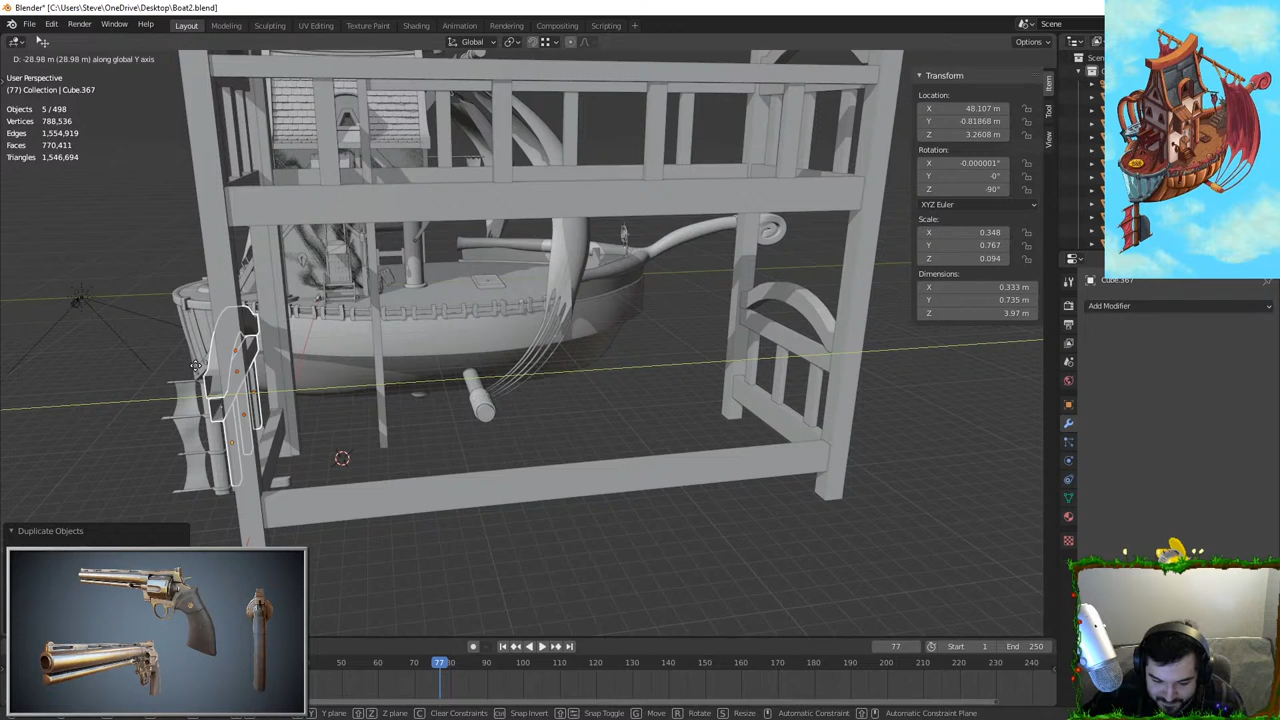 Blender* [C:\Users\Steve\OneDrive\Desktop\Boat2.blend]
File Edit Render Window Help
Layout Modeling Sculpting UV Editing Texture Paint Shading Animation Rendering Compositing Scripting
Scene
Global
Options
D: -28.98 m (28.98 m) along global Y axis
User Perspective
(77) Collection | Cube.367
Objects 5 / 498
Vertices 788,536
Edges 1,554,919
Faces 770,411
Triangles 1,546,694
Transform
Location:
X 48.107 m
Y -0.81868 m
Z 3.2608 m
Rotation:
X -0.000001°
Y -0°
Z -90°
XYZ Euler
Scale:
X 0.348
Y 0.767
Z 0.094
Dimensions:
X 0.333 m
Y 0.735 m
Z 3.97 m
Item
Tool
View
Cube.367
Add Modifier
Duplicate Objects
77 Start 1 End 250
50 60 70 77 80 90 100 110 120 130 140 150 160 170 180 190 200 210 220 230 240
Y plane Z plane Clear Constraints Snap Invert Snap Toggle Move Rotate Resize Automatic Constraint Automatic Constraint Plane